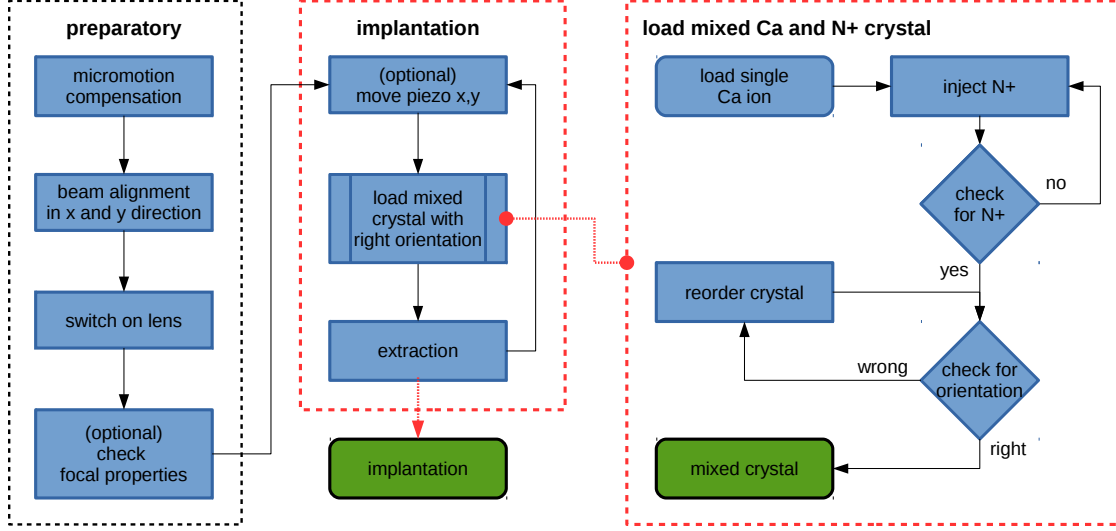 preparatory
micromotion
compensation
beam alignment
in x and y direction
switch on lens
(optional)
check
focal properties
implantation
(optional)
move piezo x,y
load mixed
crystal with
right orientation
extraction
implantation
load mixed Ca and N+ crystal
load single
Ca ion
inject N+
check
for N+
no
yes
reorder crystal
wrong
check for
orientation
right
mixed crystal